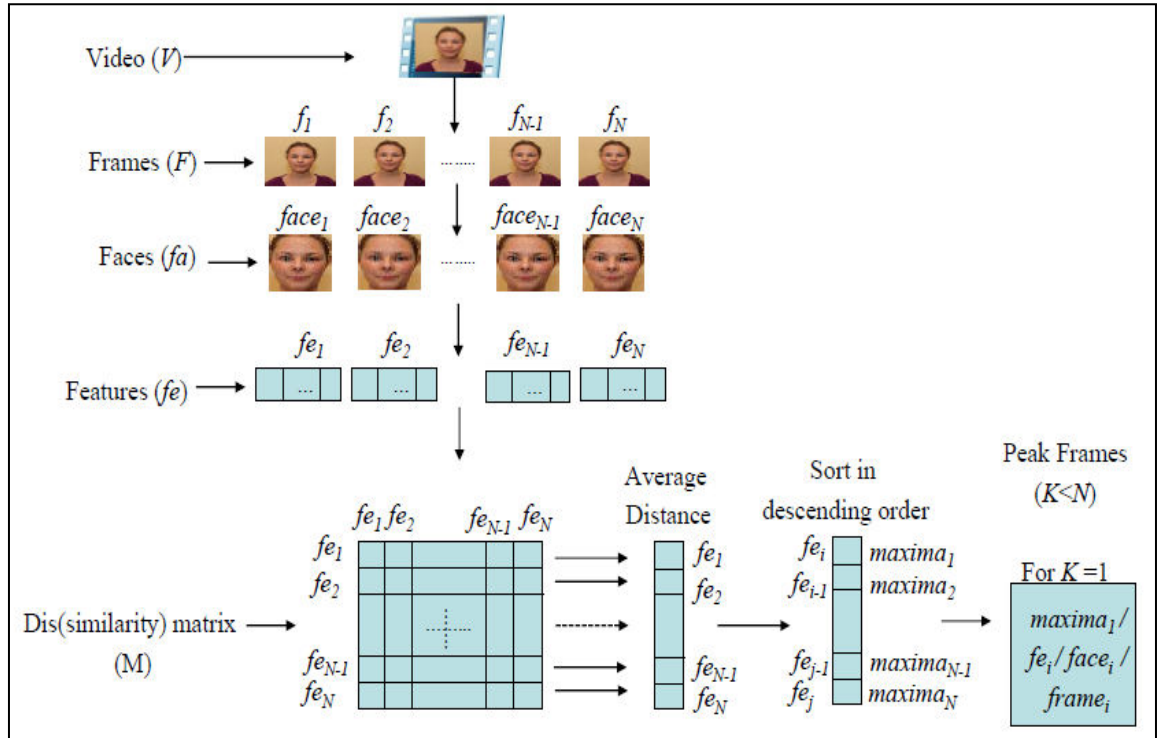 Video (V)
f1 f2 fN-1 fN
Frames (F) ... .....
face1 face2 faceN-1 faceN
Faces (fa) ... .....
fe1 fe2 feN-1 feN
Features (fe) ... ... ... ...
Average
Distance
Sort in
descending order
Peak Frames
(K<N)
fe1 fe2 feN-1 feN
fe1
fe2
feN-1
feN
Dis(similarity) matrix
(M)
fe1
fe2
feN-1
feN
fei maxima1
fei-1 maxima2
fej-1 maximaN-1
fej maximaN
For K =1
maxima1/
fei/facei/
framei